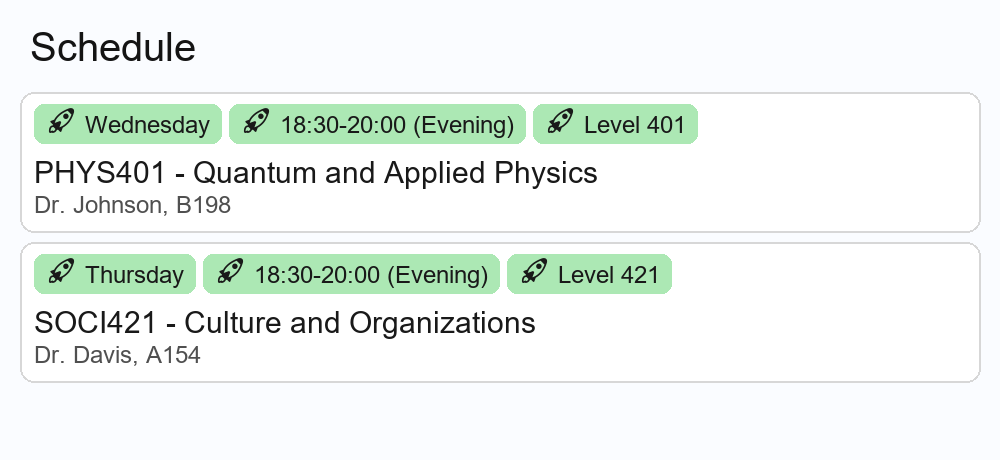 Schedule
Wednesday 18:30-20:00 (Evening) Level 401
PHYS401 - Quantum and Applied Physics
Dr. Johnson, B198
Thursday 18:30-20:00 (Evening) Level 421
SOCI421 - Culture and Organizations
Dr. Davis, A154